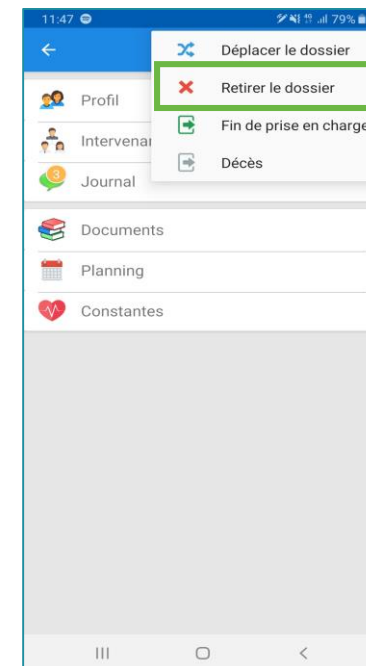 11:47 79%
Déplacer le dossier
Retirer le dossier
Fin de prise en charge
Décès
Profil
Intervenan
3
Journal
Documents
Planning
Constantes